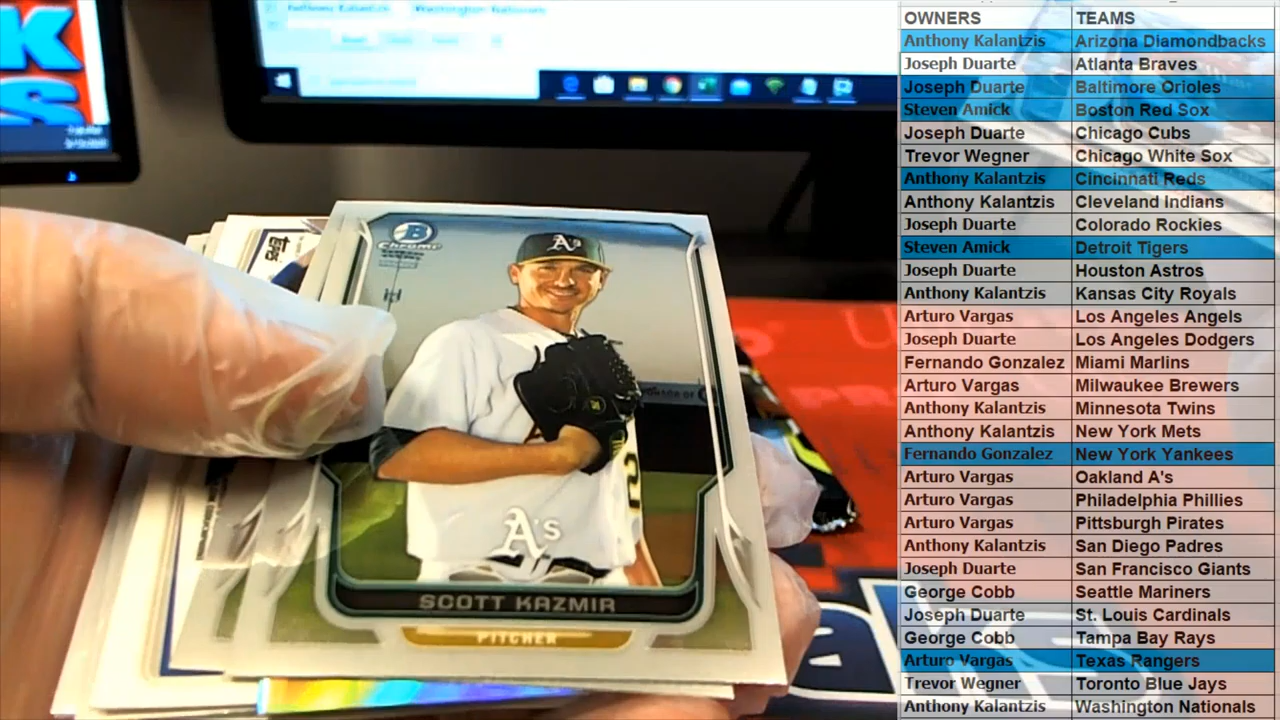 OWNERS TEAMS
Anthony Kalantzis Arizona Diamondbacks
Joseph Duarte Atlanta Braves
Joseph Duarte Baltimore Orioles
Steven Amick Boston Red Sox
Joseph Duarte Chicago Cubs
Trevor Wegner Chicago White Sox
Anthony Kalantzis Cincinnati Reds
Anthony Kalantzis Cleveland Indians
Joseph Duarte Colorado Rockies
Steven Amick Detroit Tigers
Joseph Duarte Houston Astros
Anthony Kalantzis Kansas City Royals
Arturo Vargas Los Angeles Angels
Joseph Duarte Los Angeles Dodgers
Fernando Gonzalez Miami Marlins
Arturo Vargas Milwaukee Brewers
Anthony Kalantzis Minnesota Twins
Anthony Kalantzis New York Mets
Fernando Gonzalez New York Yankees
Arturo Vargas Oakland A's
Arturo Vargas Philadelphia Phillies
Arturo Vargas Pittsburgh Pirates
Anthony Kalantzis San Diego Padres
Joseph Duarte San Francisco Giants
George Cobb Seattle Mariners
Joseph Duarte St. Louis Cardinals
George Cobb Tampa Bay Rays
Arturo Vargas Texas Rangers
Trevor Wegner Toronto Blue Jays
Anthony Kalantzis Washington Nationals
B
Chrome
A's
A's
2
SCOTT KAZMIR
PITCHER
Topps